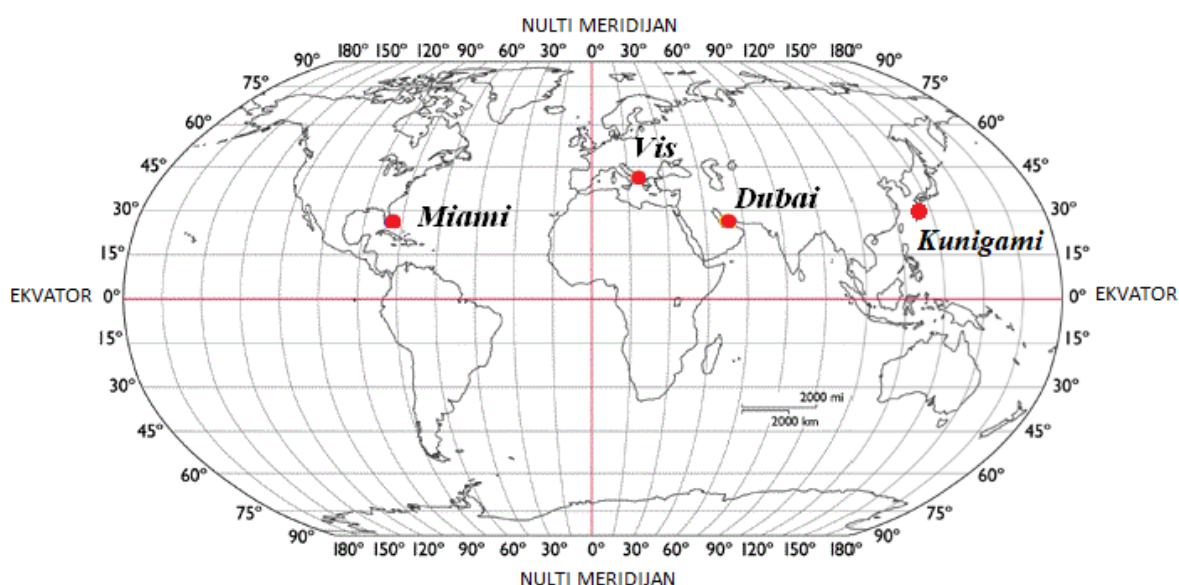 NULTI MERIDIJAN
180° 150° 120° 90° 60° 30° 0° 30° 60° 90° 120° 150° 180°
90° 90°
75° 75°
60° 60°
Vis
45° 45°
Dubai
30° Miami 30°
Kunigami
15° 15°
EKVATOR 0° 0° EKVATOR
15° 15°
30° 30°
2000 mi
2000 km
45° 45°
60° 60°
75° 75°
90° 90°
180° 150° 120° 90° 60° 30° 0° 30° 60° 90° 120° 150° 180°
NULTI MERIDIJAN